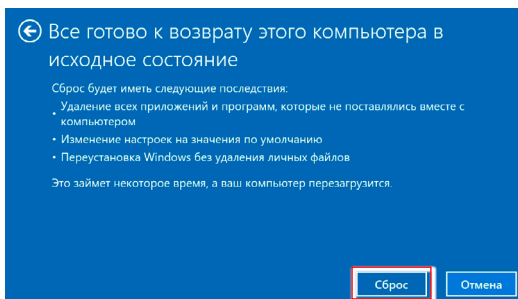 Все готово к возврату этого компьютера в
исходное состояние
Сброс будет иметь следующие последствия:
• Удаление всех приложений и программ, которые не поставлялись вместе с
компьютером
• Изменение настроек на значения по умолчанию
• Переустановка Windows без удаления личных файлов
Это займет некоторое время, а ваш компьютер перезагрузится.
Сброс
Отмена